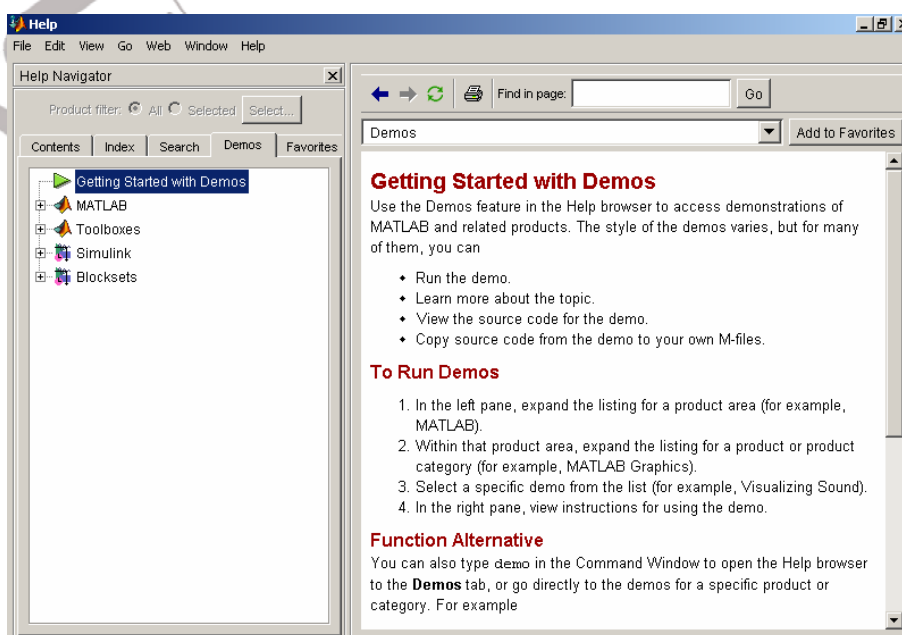 Help
File Edit View Go Web Window Help
Help Navigator
Product filter: All Selected Select...
Contents Index Search Demos Favorites
Getting Started with Demos
MATLAB
Toolboxes
Simulink
Blocksets
Find in page: Go
Demos Add to Favorites
Getting Started with Demos
Use the Demos feature in the Help browser to access demonstrations of
MATLAB and related products. The style of the demos varies, but for many
of them, you can
• Run the demo.
• Learn more about the topic.
• View the source code for the demo.
• Copy source code from the demo to your own M-files.
To Run Demos
1. In the left pane, expand the listing for a product area (for example,
MATLAB).
2. Within that product area, expand the listing for a product or product
category (for example, MATLAB Graphics).
3. Select a specific demo from the list (for example, Visualizing Sound).
4. In the right pane, view instructions for using the demo.
Function Alternative
You can also type demo in the Command Window to open the Help browser
to the Demos tab, or go directly to the demos for a specific product or
category. For example